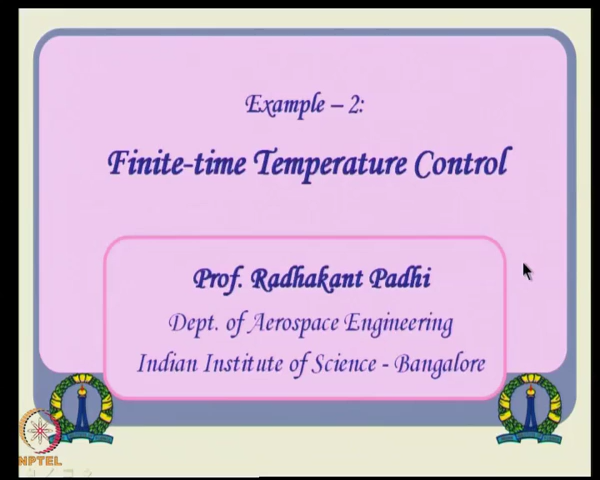 Example – 2:
Finite-time Temperature Control
Prof. Radhakant Padhi
Dept. of Aerospace Engineering
Indian Institute of Science - Bangalore
NPTEL